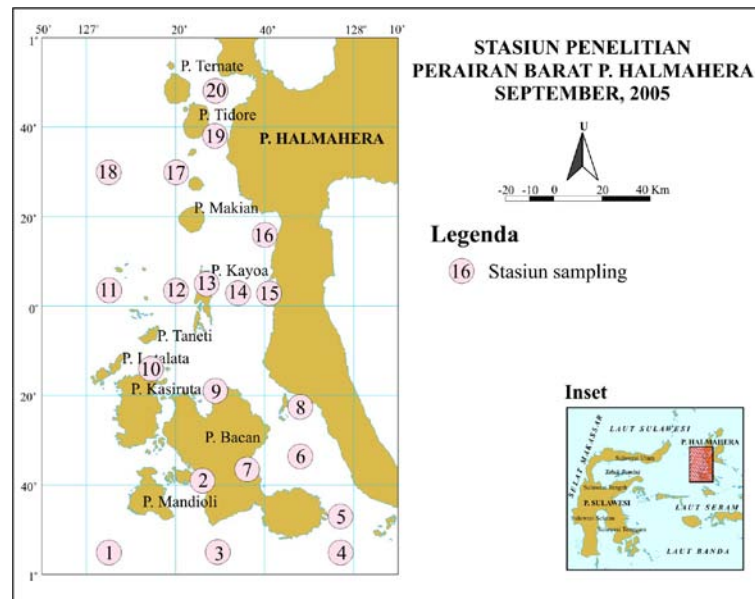 50'
127°
20'
40'
128°
10'
1°
P. Ternate
20
P. Tidore
19
P. HALMAHERA
40'
18
17
20'
P. Makian
16
P. Kayoa
13
11
12
14
15
0°
P. Taneti
10
P. Kasiruta
20'
9
8
P. Bacan
6
7
2
40'
P. Mandioli
5
1
3
4
1°
STASIUN PENELITIAN
PERAIRAN BARAT P. HALMAHERA
SEPTEMBER, 2005
U
-20 -10 0 20 40 Km
Legenda
16 Stasiun sampling
Inset
LAUT SULAWESI
SELAT MAKASSAR
P. HALMAHERA
P. SULAWESI
LAUT SERAM
LAUT BANDA